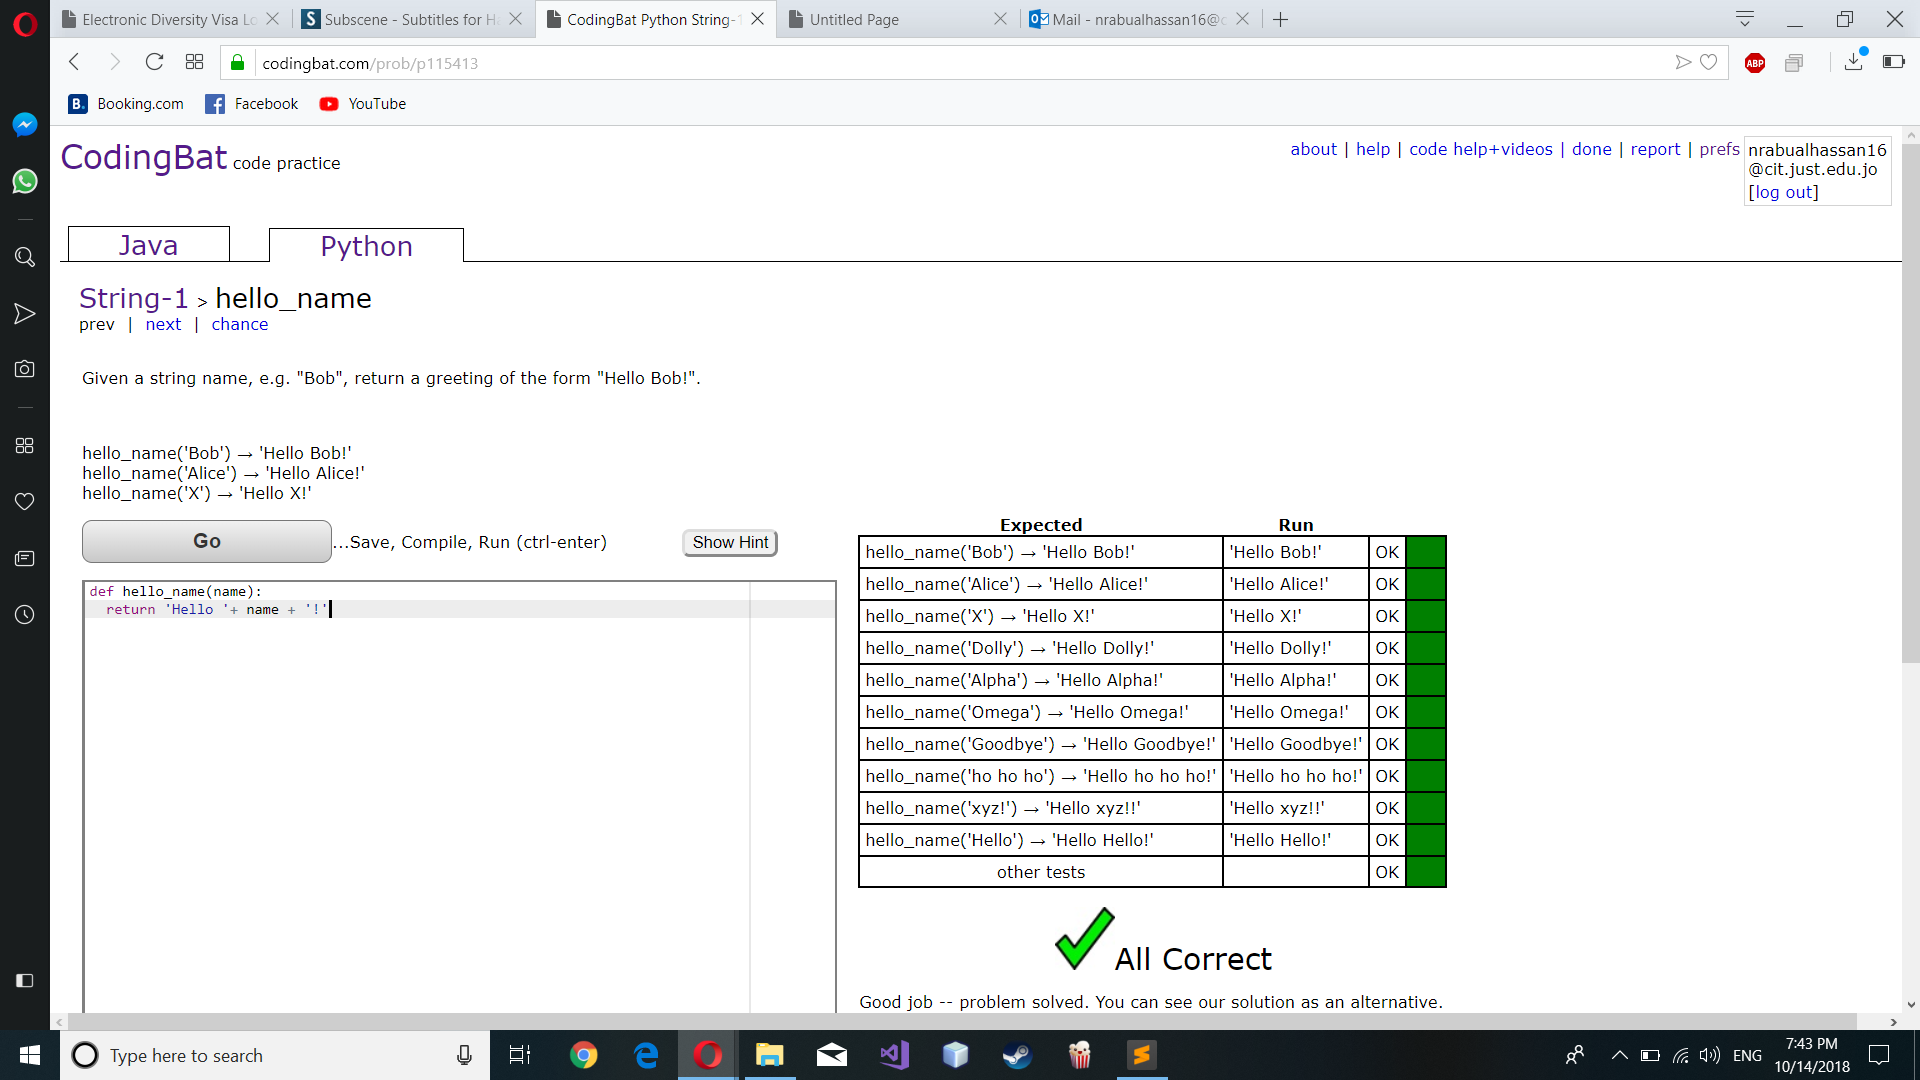 Electronic Diversity Visa Lo
Subscene - Subtitles for H
CodingBat Python String-1
Untitled Page
Mail - nrabualhassan16@c
codingbat.com/prob/p115413
ABP
B. Booking.com
Facebook
YouTube
CodingBat code practice
about | help | code help+videos | done | report | prefs
nrabualhassan16
@cit.just.edu.jo
[log out]
Java
Python
String-1 > hello_name
prev | next | chance
Given a string name, e.g. "Bob", return a greeting of the form "Hello Bob!".
hello_name('Bob') → 'Hello Bob!'
hello_name('Alice') → 'Hello Alice!'
hello_name('X') → 'Hello X!'
Go
...Save, Compile, Run (ctrl-enter)
Show Hint
def hello_name(name):
return 'Hello '+ name + '!'
Expected Run
hello_name('Bob') → 'Hello Bob!' 'Hello Bob!' OK
hello_name('Alice') → 'Hello Alice!' 'Hello Alice!' OK
hello_name('X') → 'Hello X!' 'Hello X!' OK
hello_name('Dolly') → 'Hello Dolly!' 'Hello Dolly!' OK
hello_name('Alpha') → 'Hello Alpha!' 'Hello Alpha!' OK
hello_name('Omega') → 'Hello Omega!' 'Hello Omega!' OK
hello_name('Goodbye') → 'Hello Goodbye!' 'Hello Goodbye!' OK
hello_name('ho ho ho') → 'Hello ho ho ho!' 'Hello ho ho ho!' OK
hello_name('xyz!') → 'Hello xyz!!' 'Hello xyz!!' OK
hello_name('Hello') → 'Hello Hello!' 'Hello Hello!' OK
other tests OK
All Correct
Good job -- problem solved. You can see our solution as an alternative.
Type here to search
ENG
7:43 PM
10/14/2018